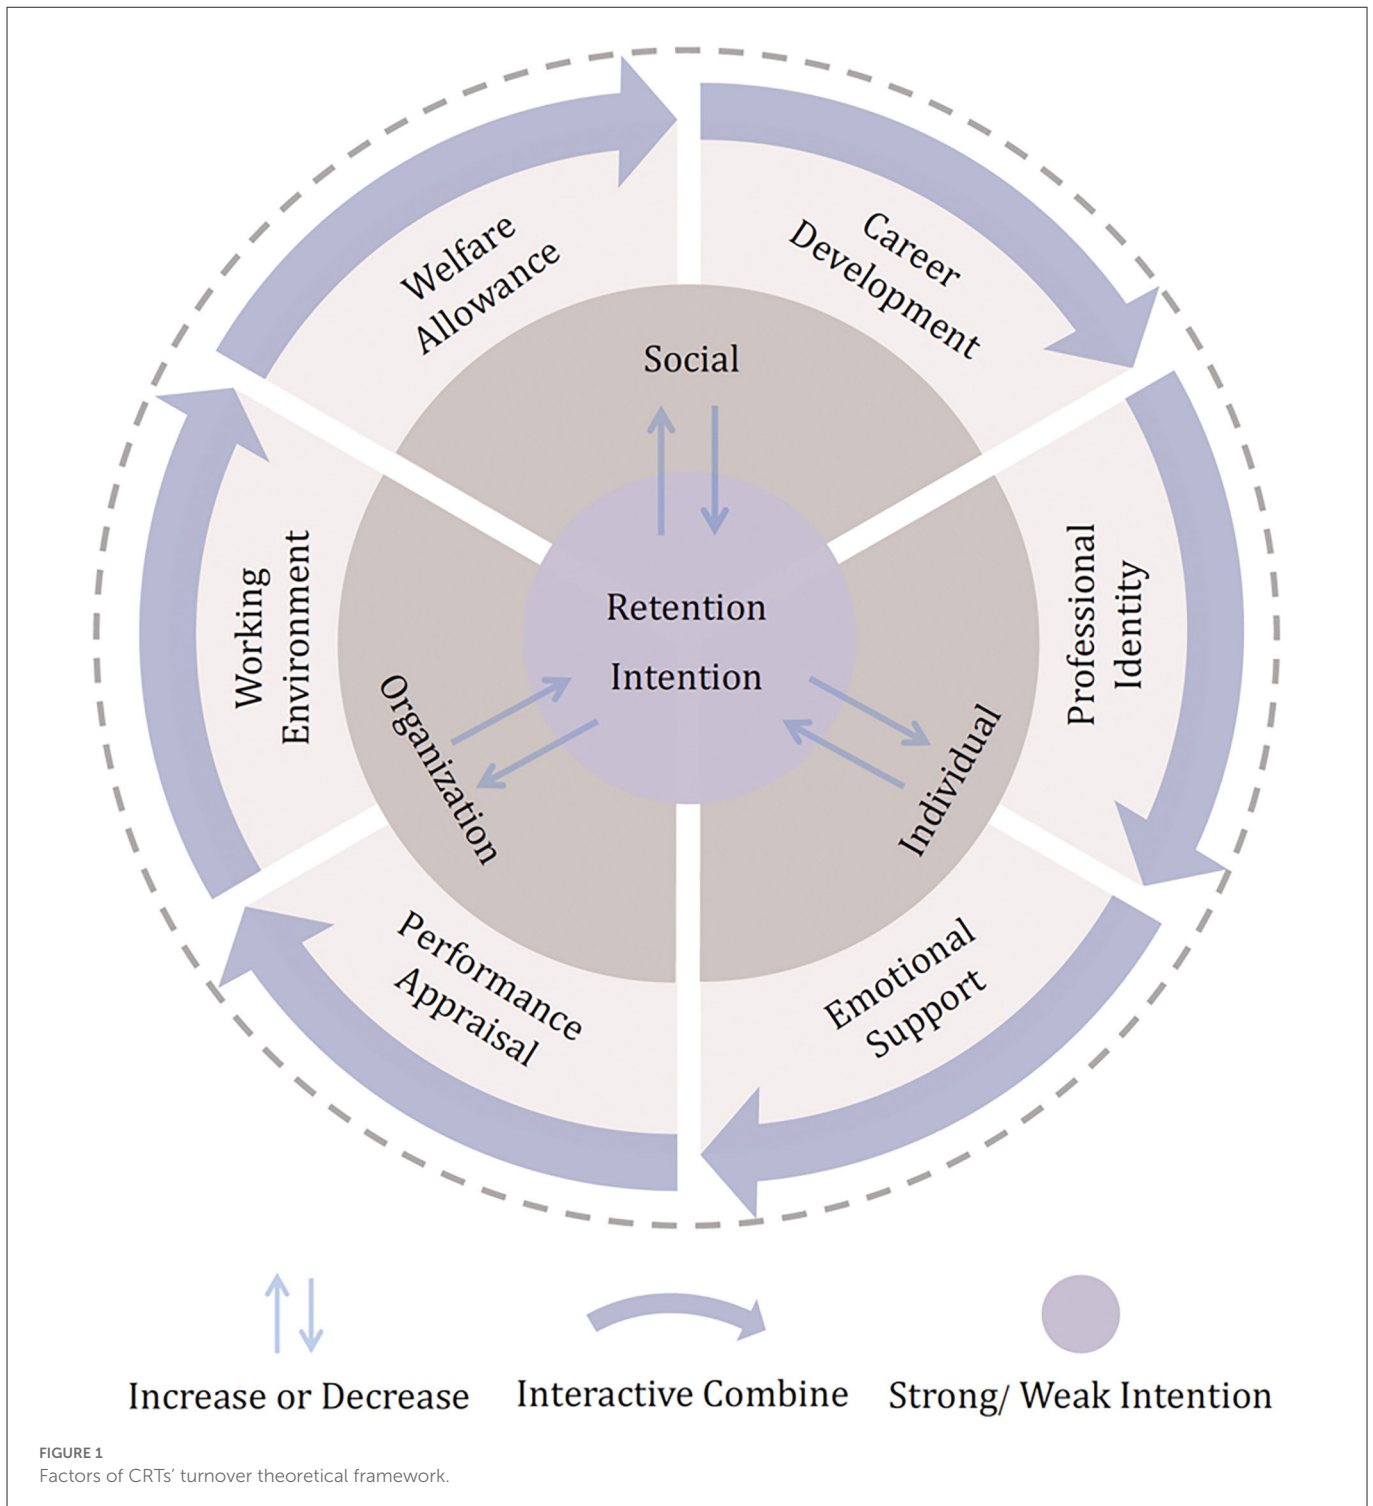 Welfare
Allowance
Career
Development
Social
Professional
Identity
Working
Environment
Retention
Intention
Organization
Individual
Performance
Appraisal
Emotional
Support
Increase or Decrease
Interactive Combine
Strong/ Weak Intention
FIGURE 1
Factors of CRTs’ turnover theoretical framework.